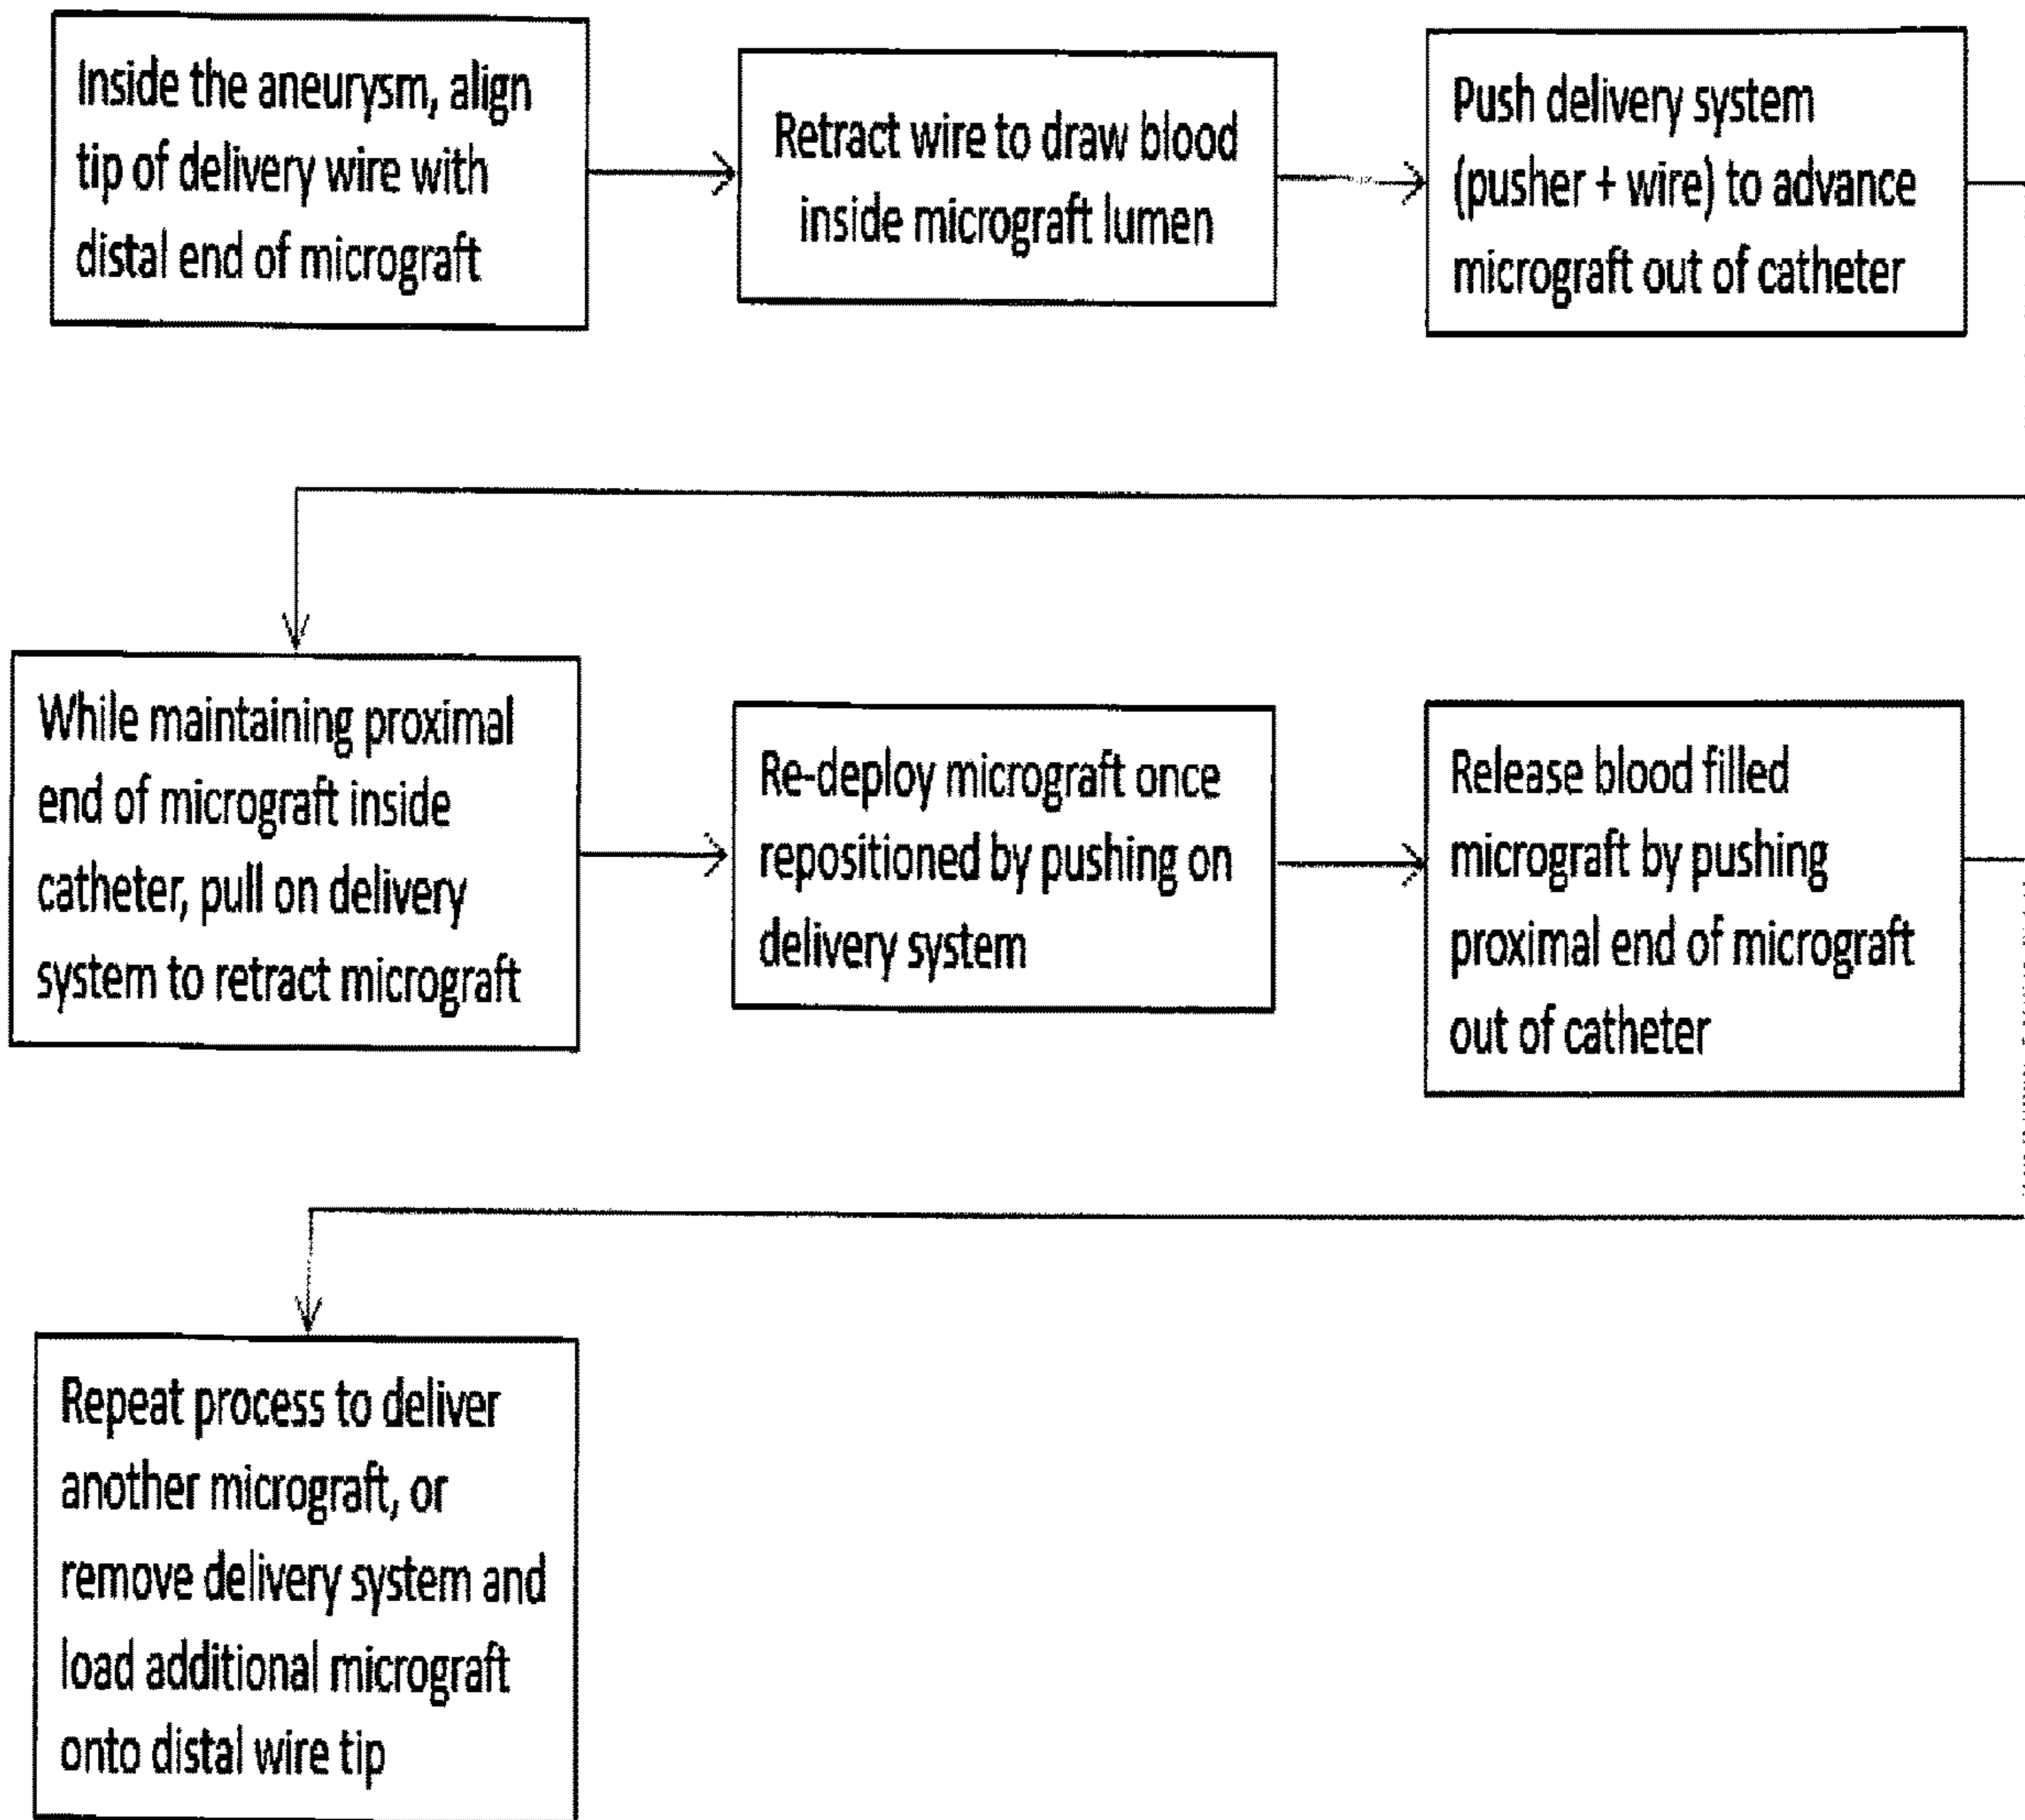 Inside the aneurysm, align
tip of delivery wire with
distal end of micrograft
Retract wire to draw blood
inside micrograft lumen
Push delivery system
(pusher + wire) to advance
micrograft out of catheter
While maintaining proximal
end of micrograft inside
catheter, pull on delivery
system to retract micrograft
Re-deploy micrograft once
repositioned by pushing on
delivery system
Release blood filled
micrograft by pushing
proximal end of micrograft
out of catheter
Repeat process to deliver
another micrograft, or
remove delivery system and
load additional micrograft
onto distal wire tip